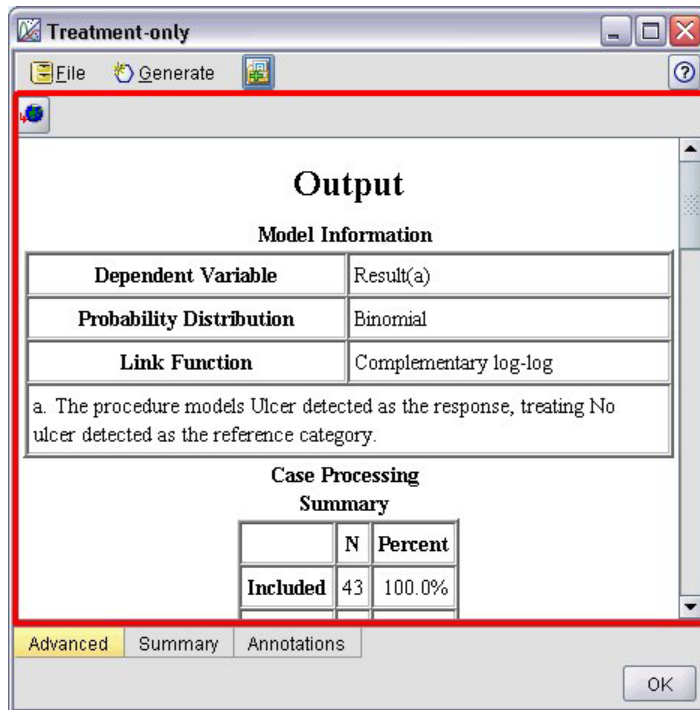 Treatment-only
File Generate
Output
Model Information
Dependent Variable Result(a)
Probability Distribution Binomial
Link Function Complementary log-log
a. The procedure models Ulcer detected as the response, treating No
ulcer detected as the reference category.
Case Processing
Summary
N Percent
Included 43 100.0%
Advanced Summary Annotations
OK